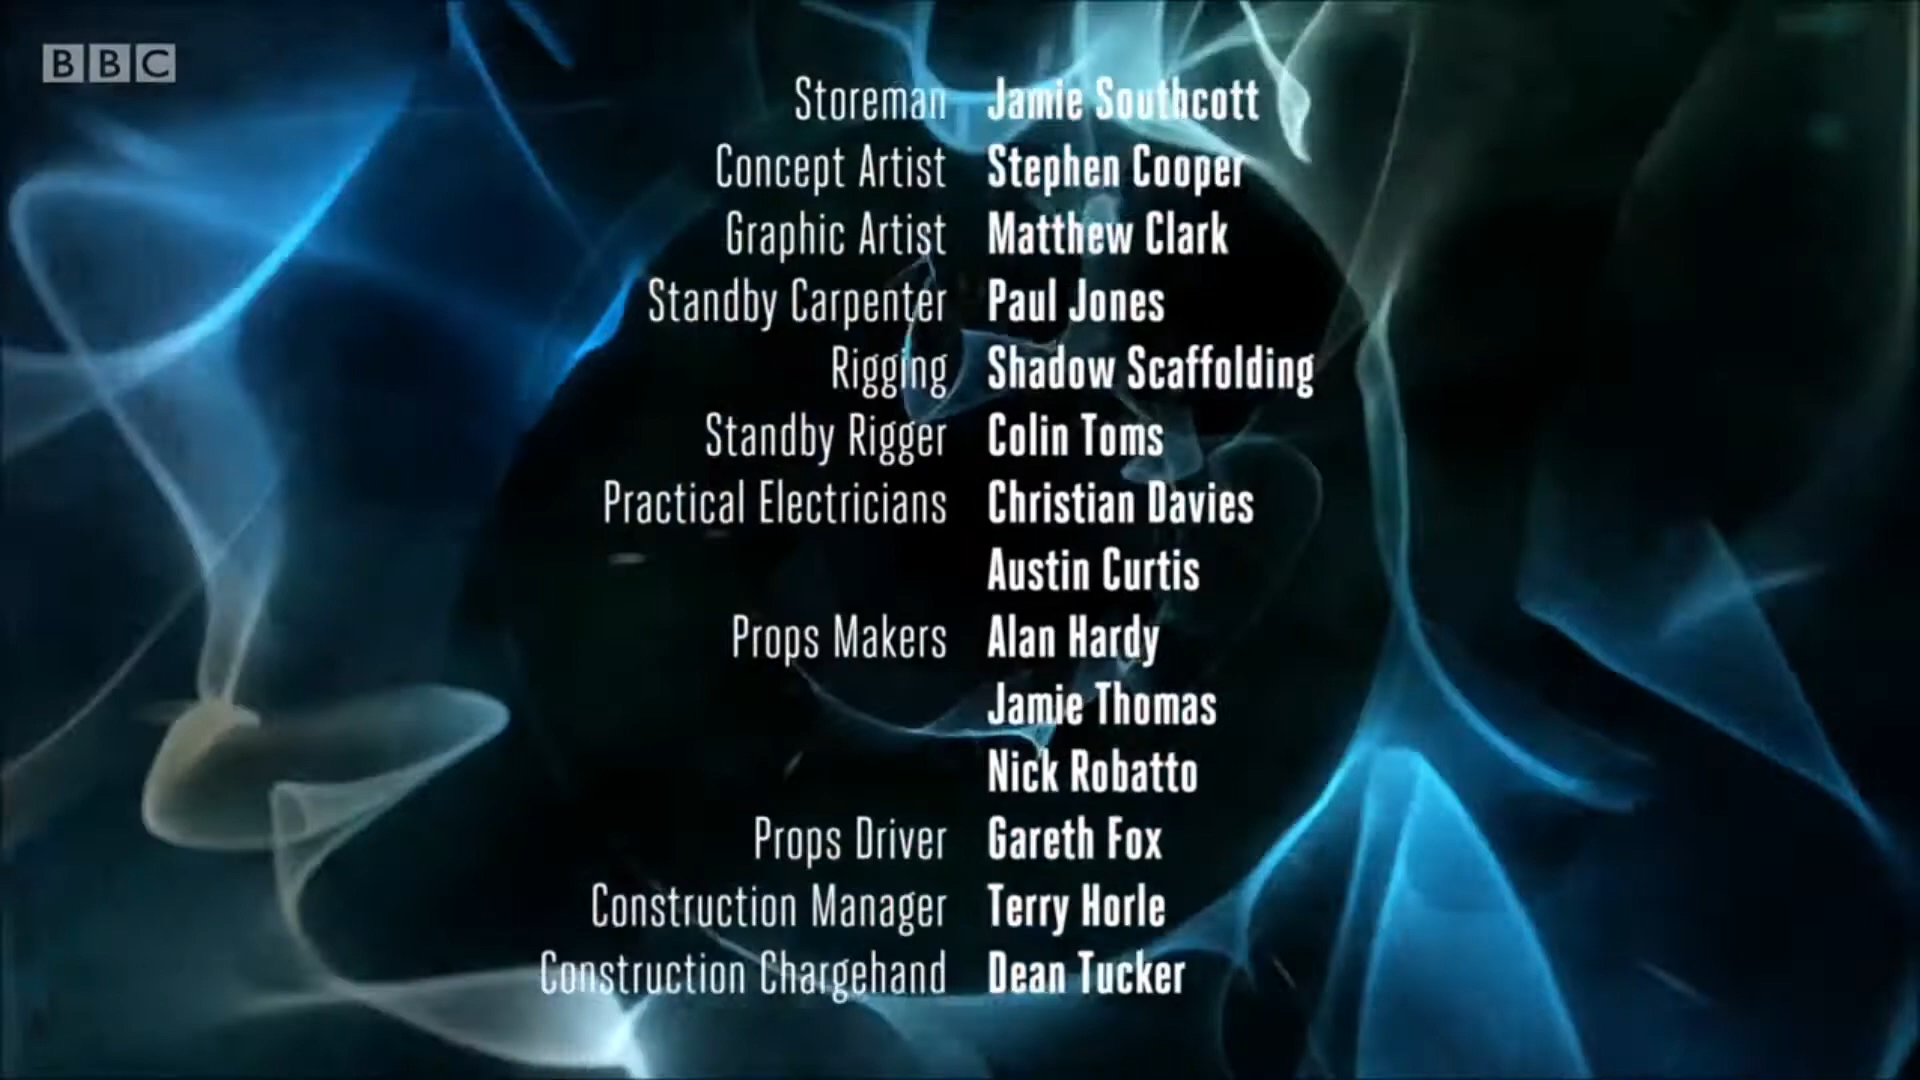 BBC
Storeman Jamie Southcott
Concept Artist Stephen Cooper
Graphic Artist Matthew Clark
Standby Carpenter Paul Jones
Rigging Shadow Scaffolding
Standby Rigger Colin Toms
Practical Electricians Christian Davies
Austin Curtis
Props Makers Alan Hardy
Jamie Thomas
Nick Robatto
Props Driver Gareth Fox
Construction Manager Terry Horle
Construction Chargehand Dean Tucker